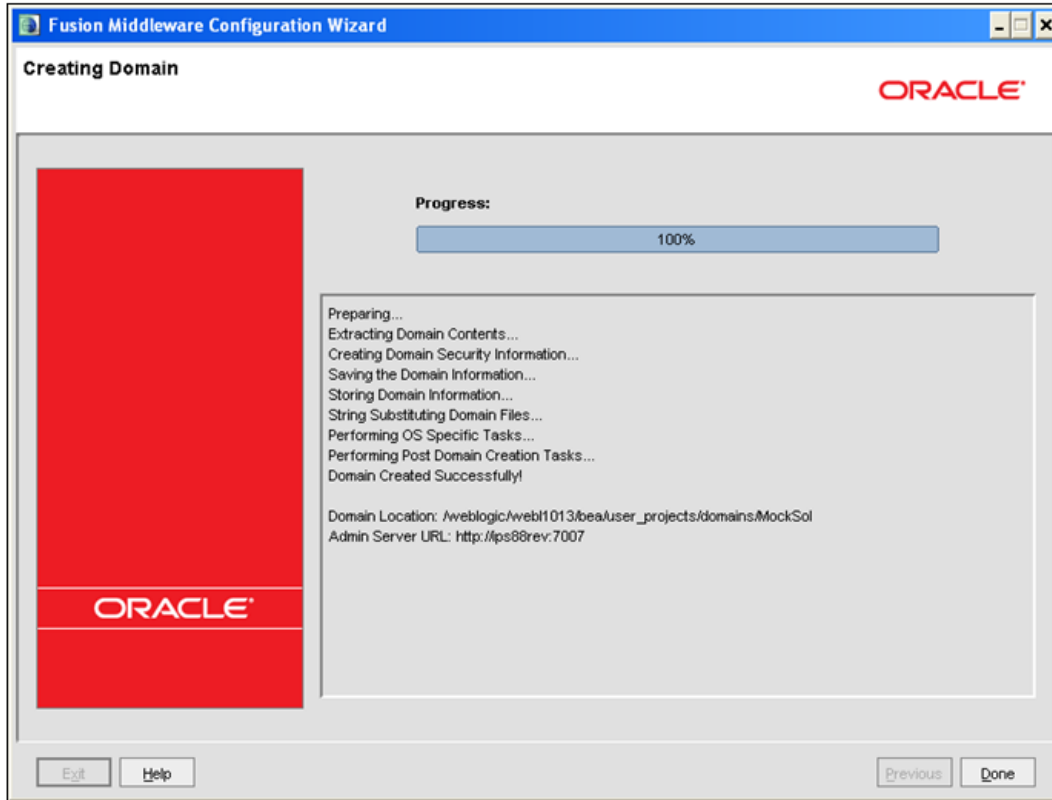 Fusion Middleware Configuration Wizard
Creating Domain
ORACLE
Progress:
100%
Preparing...
Extracting Domain Contents...
Creating Domain Security Information...
Saving the Domain Information...
Storing Domain Information...
String Substituting Domain Files...
Performing OS Specific Tasks...
Performing Post Domain Creation Tasks...
Domain Created Successfully!
Domain Location: /weblogic/webl1013/bea/user_projects/domains/MockSol
Admin Server URL: http://ips88rev:7007
ORACLE
Exit Help Previous Done